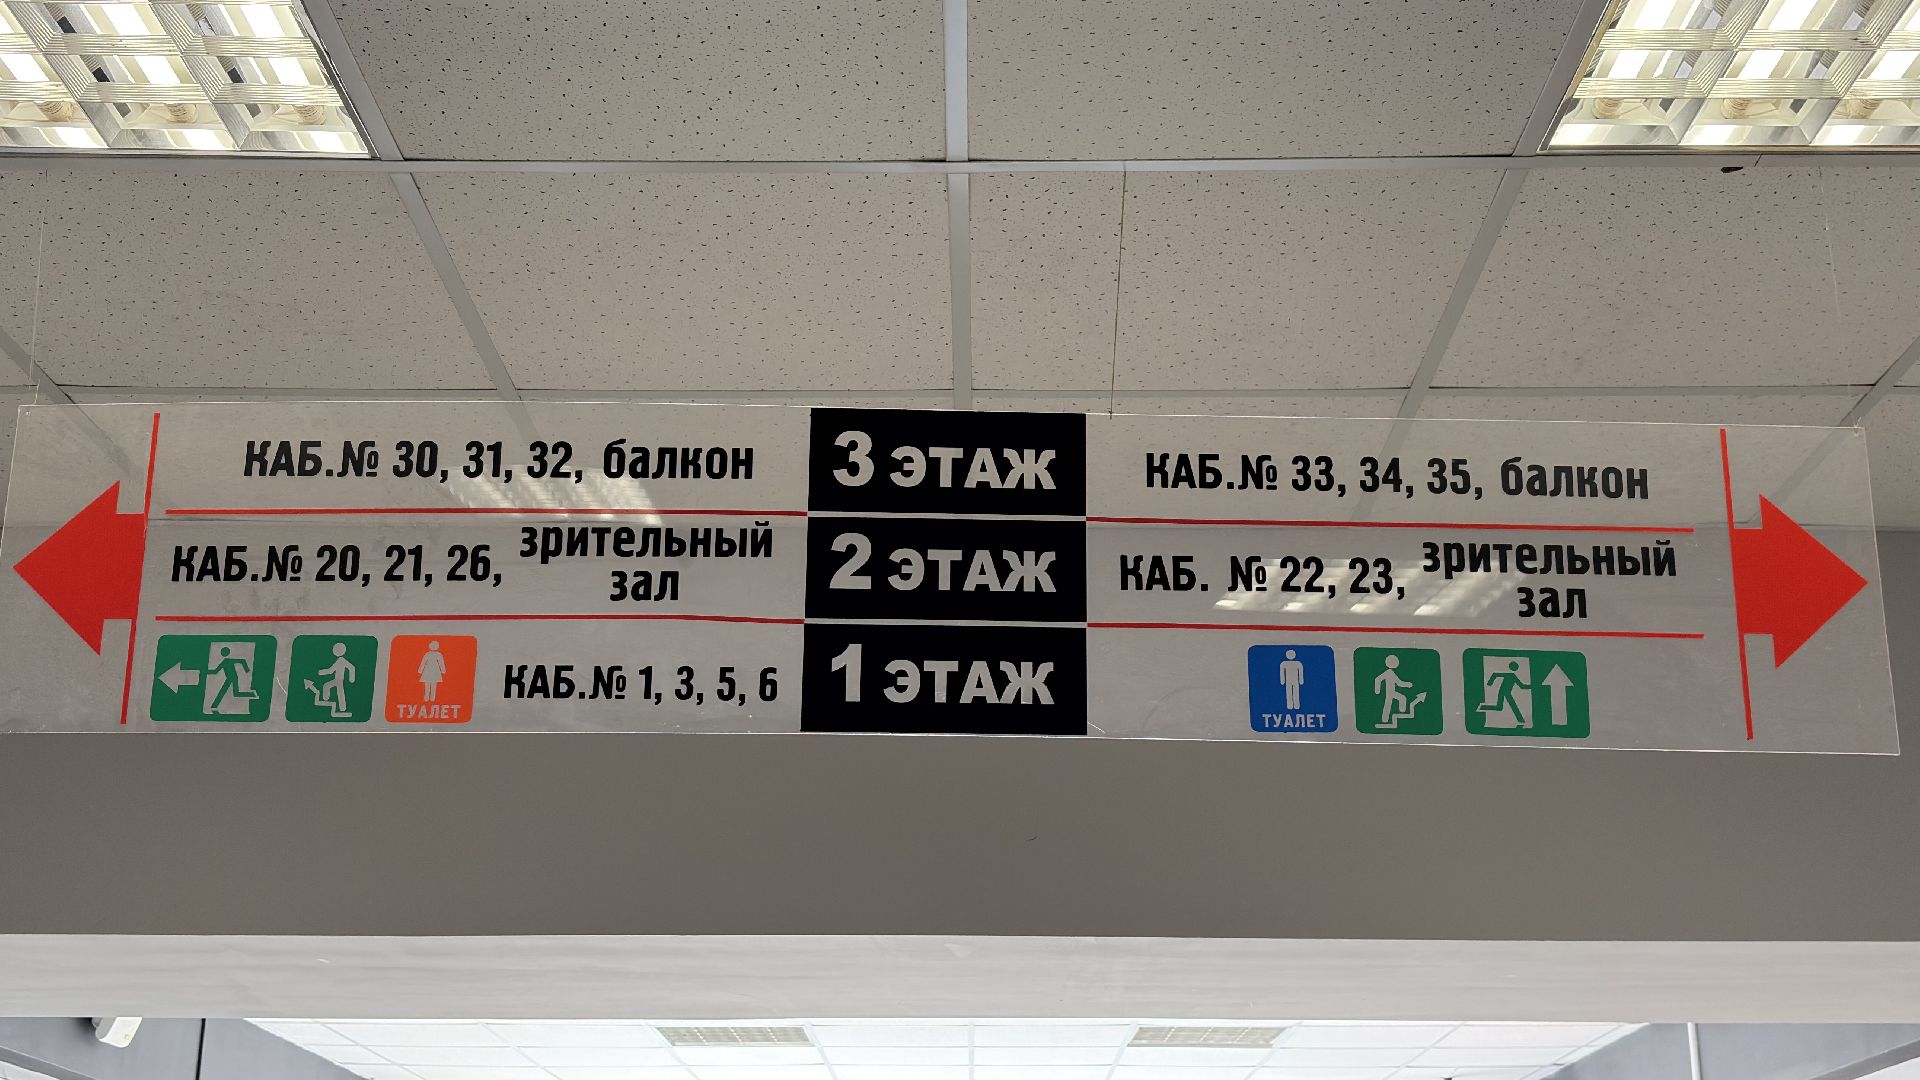 КАБ.№ 30, 31, 32, балкон
3 ЭТАЖ
КАБ.№ 33, 34, 35, балкон
КАБ.№ 20, 21, 26, зрительный
зал
2 ЭТАЖ
КАБ. № 22, 23, зрительный
зал
ТУАЛЕТ
КАБ.№ 1, 3, 5, 6
1 ЭТАЖ
ТУАЛЕТ